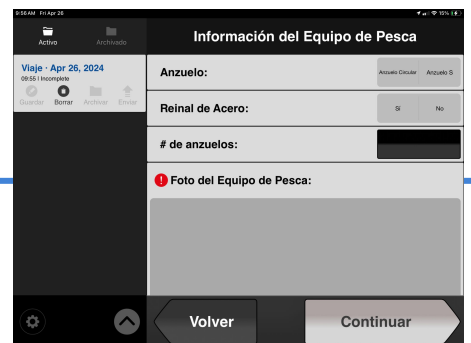 9:56 AM Fri Apr 26
15%
Activo
Archivado
Información del Equipo de Pesca
Viaje · Apr 26, 2024
09:55 | Incomplete
Guardar Borrar Archivar Enviar
Anzuelo:
Anzuelo Circular Anzuelo S
Reinal de Acero:
Sí No
# de anzuelos:
Foto del Equipo de Pesca:
Volver
Continuar